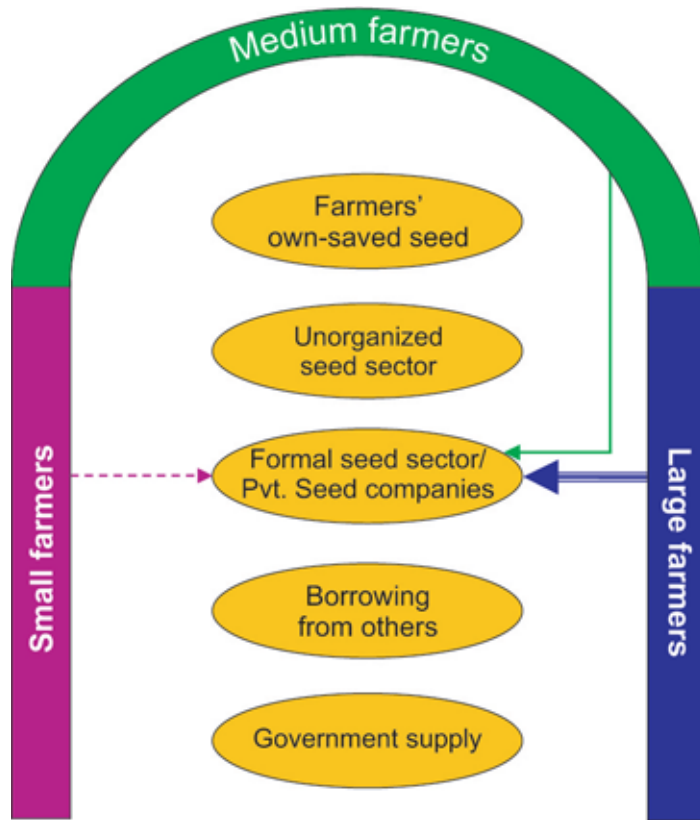 Medium farmers
Farmers'
own-saved seed
Unorganized
seed sector
Formal seed sector/
Pvt. Seed companies
Borrowing
from others
Government supply
Small farmers
Large farmers